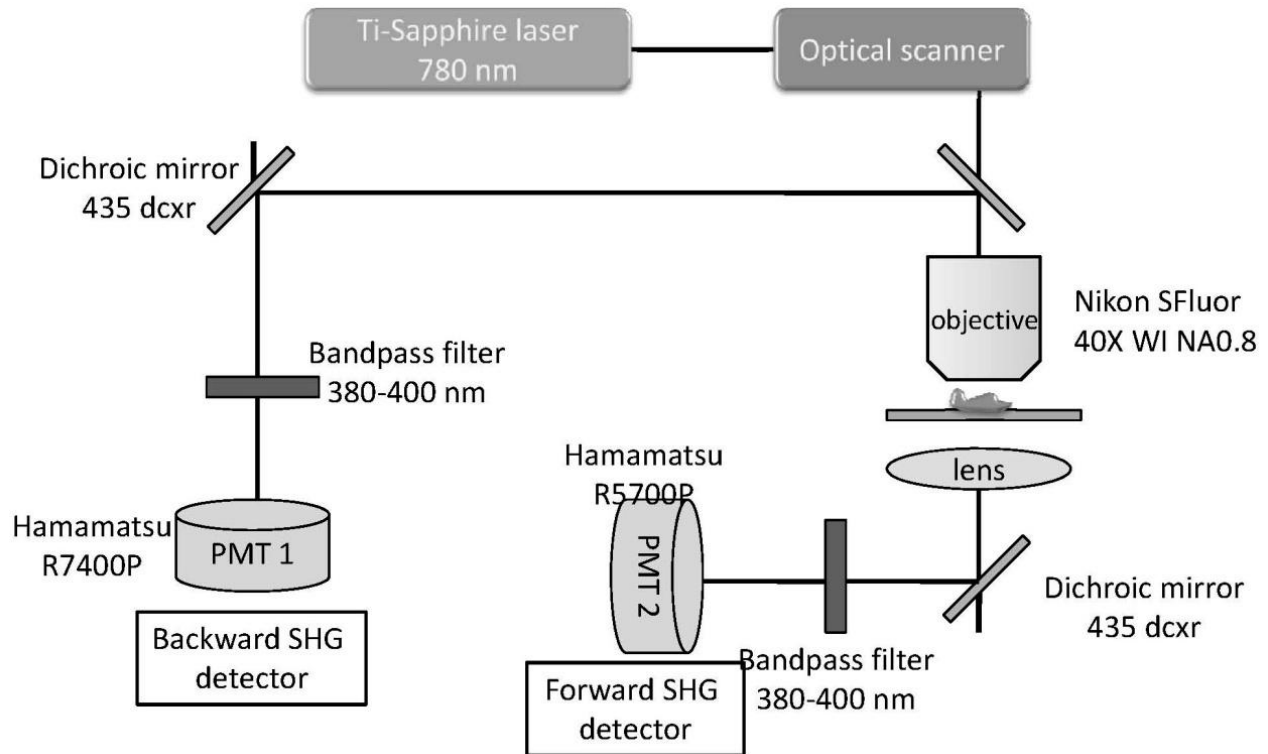 Ti-Sapphire laser
780 nm
Optical scanner
Dichroic mirror
435 dcxr
objective
Nikon SFluor
40X WI NA0.8
Bandpass filter
380-400 nm
lens
Hamamatsu
R5700P
PMT 2
Hamamatsu
R7400P
PMT 1
Dichroic mirror
435 dcxr
Backward SHG
detector
Bandpass filter
380-400 nm
Forward SHG
detector